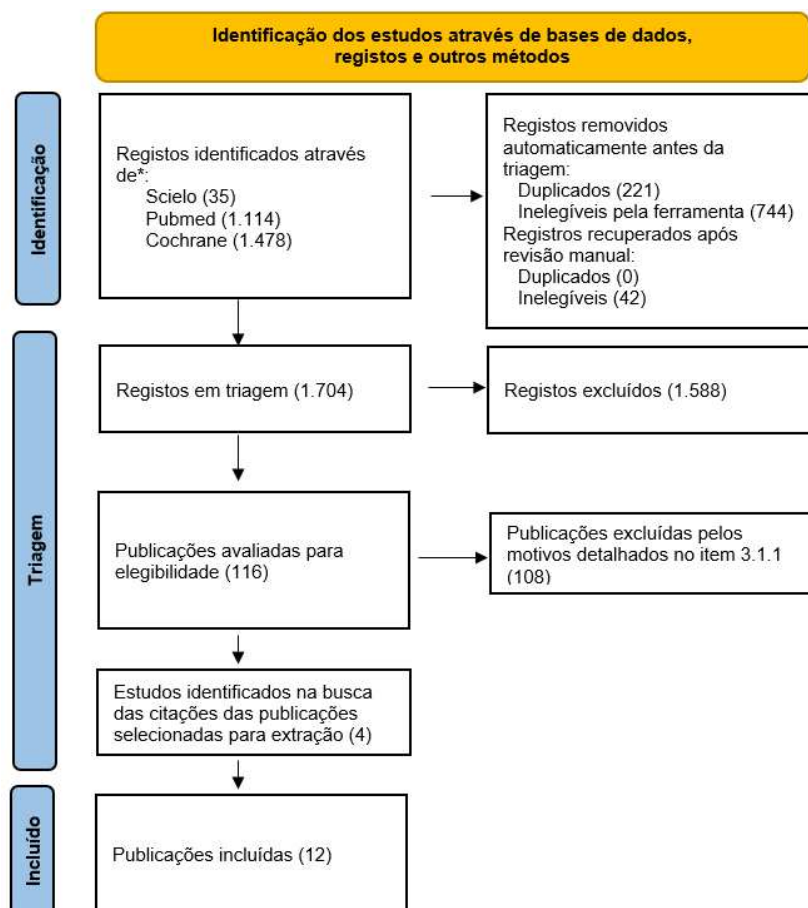 Identificação dos estudos através de bases de dados,
registos e outros métodos
Identificação
Registos identificados através
de*:
Scielo (35)
Pubmed (1.114)
Cochrane (1.478)
Registos removidos
automaticamente antes da
triagem:
Duplicados (221)
Inelegíveis pela ferramenta (744)
Registros recuperados após
revisão manual:
Duplicados (0)
Inelegíveis (42)
Triagem
Registos em triagem (1.704)
Registos excluídos (1.588)
Publicações avaliadas para
elegibilidade (116)
Publicações excluídas pelos
motivos detalhados no item 3.1.1
(108)
Estudos identificados na busca
das citações das publicações
selecionadas para extração (4)
Incluído
Publicações incluídas (12)